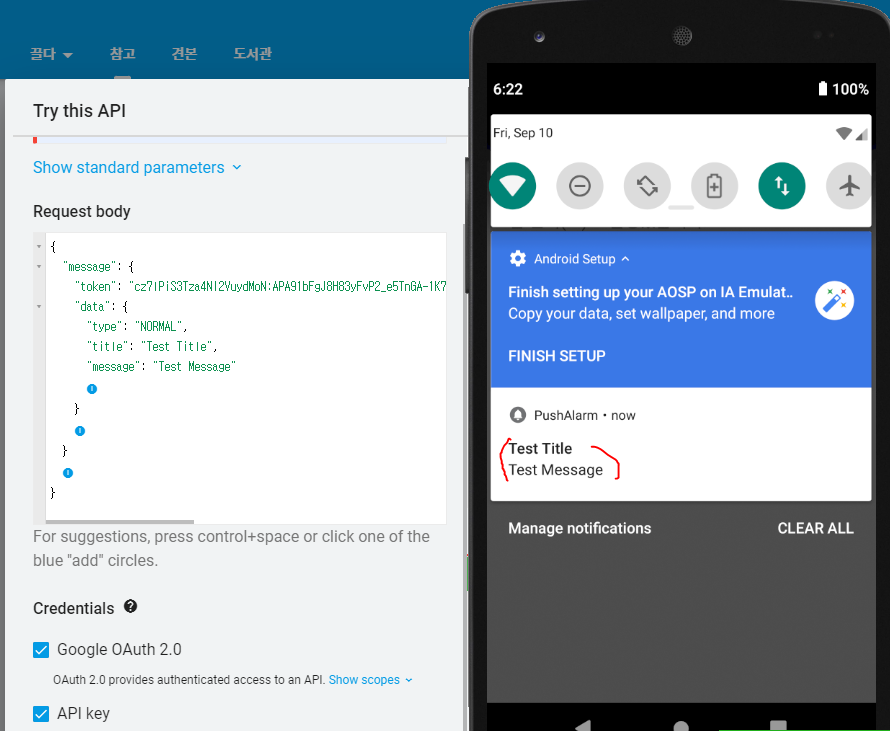 끌다 참고 견본 도서관
Try this API
Show standard parameters
Request body
{
"message": {
"token": "cz7IPiS3Tza4NI2VuydMoN:APA91bFgJ8H83yFvP2_e5TnGA-1K7
"data": {
"type": "NORMAL",
"title": "Test Title",
"message": "Test Message"
}
}
}
For suggestions, press control+space or click one of the
blue "add" circles.
Credentials
Google OAuth 2.0
OAuth 2.0 provides authenticated access to an API. Show scopes
API key
6:22 100%
Fri, Sep 10
Android Setup
Finish setting up your AOSP on IA Emulat..
Copy your data, set wallpaper, and more
FINISH SETUP
PushAlarm • now
Test Title
Test Message
Manage notifications CLEAR ALL